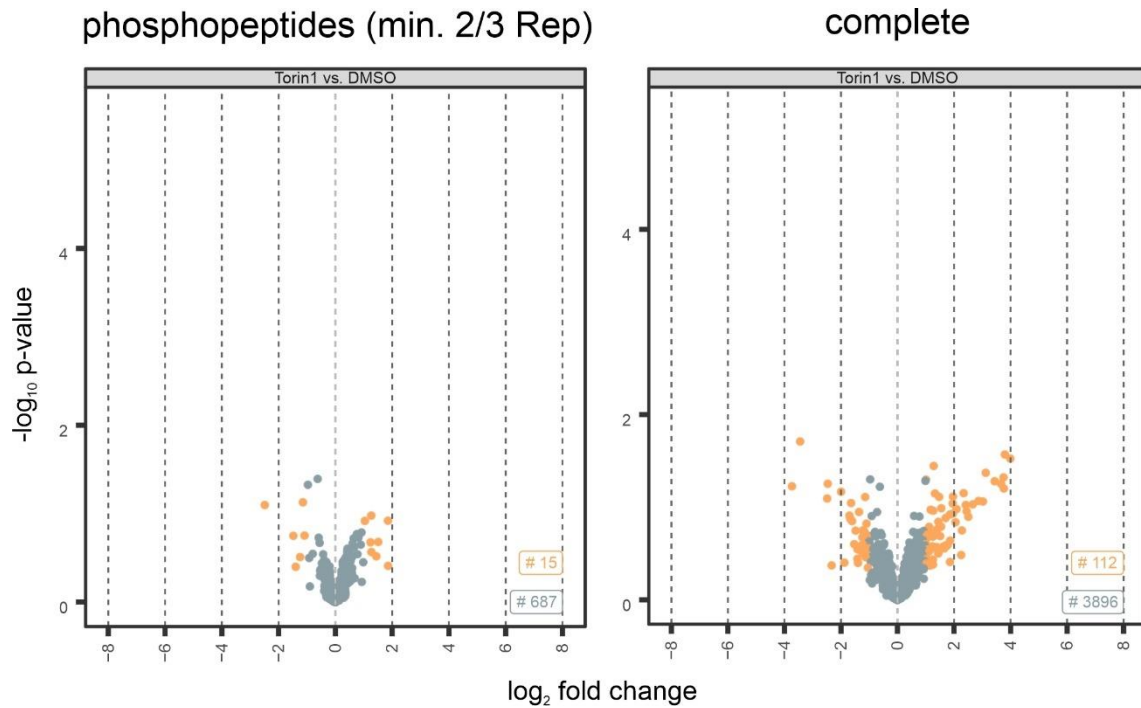 phosphopeptides (min. 2/3 Rep)
complete
Torin1 vs. DMSO
Torin1 vs. DMSO
-log₁₀ p-value
4
2
0
# 15
# 687
-8 -6 -4 -2 0 2 4 6 8
4
2
0
# 112
# 3896
-8 -6 -4 -2 0 2 4 6 8
log₂ fold change